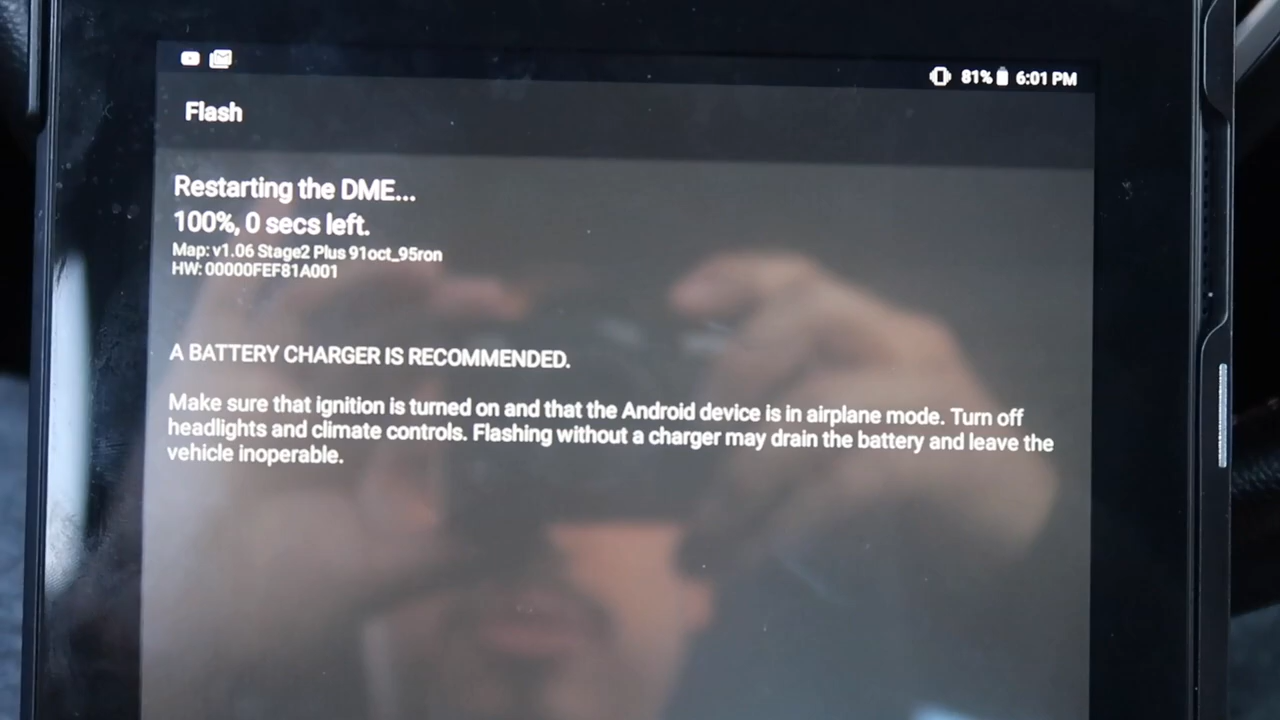 81% 6:01 PM
Flash
Restarting the DME...
100%, 0 secs left.
Map: v1.06 Stage2 Plus 91oct_95ron
HW: 00000FEF81A001
A BATTERY CHARGER IS RECOMMENDED.
Make sure that ignition is turned on and that the Android device is in airplane mode. Turn off
headlights and climate controls. Flashing without a charger may drain the battery and leave the
vehicle inoperable.